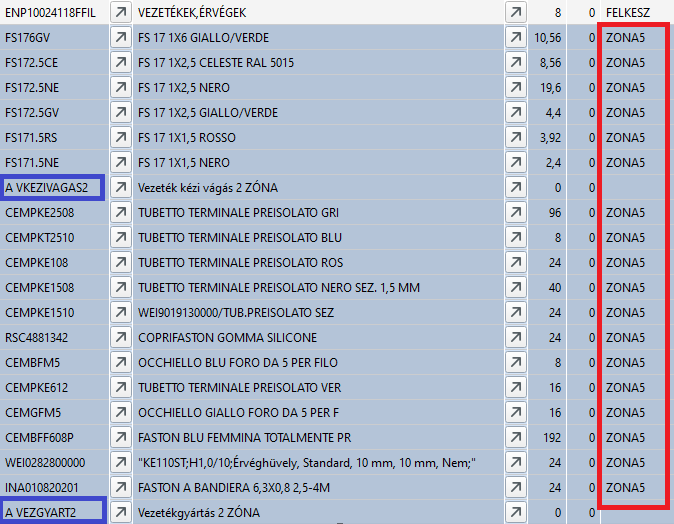 ENP10024118FFIL VEZETÉKEK,ÉRVÉGEK 8 0 FELKESZ
FS176GV FS 17 1X6 GIALLO/VERDE 10,56 0 ZONA5
FS172.5CE FS 17 1X2,5 CELESTE RAL 5015 8,56 0 ZONA5
FS172.5NE FS 17 1X2,5 NERO 19,6 0 ZONA5
FS172.5GV FS 17 1X2,5 GIALLO/VERDE 4,4 0 ZONA5
FS171.5RS FS 17 1X1,5 ROSSO 3,92 0 ZONA5
FS171.5NE FS 17 1X1,5 NERO 2,4 0 ZONA5
A VKEZIVAGAS2 Vezeték kézi vágás 2 ZÓNA 0 0
CEMPKE2508 TUBETTO TERMINALE PREISOLATO GRI 96 0 ZONA5
CEMPKT2510 TUBETTO TERMINALE PREISOLATO BLU 8 0 ZONA5
CEMPKE108 TUBETTO TERMINALE PREISOLATO ROS 24 0 ZONA5
CEMPKE1508 TUBETTO TERMINALE PREISOLATO NERO SEZ. 1,5 MM 40 0 ZONA5
CEMPKE1510 WEI9019130000/TUB.PREISOLATO SEZ 24 0 ZONA5
RSC4881342 COPRIFASTON GOMMA SILICONE 24 0 ZONA5
CEMBFM5 OCCHIELLO BLU FORO DA 5 PER FILO 8 0 ZONA5
CEMPKE612 TUBETTO TERMINALE PREISOLATO VER 16 0 ZONA5
CEMGFM5 OCCHIELLO GIALLO FORO DA 5 PER F 16 0 ZONA5
CEMBFF608P FASTON BLU FEMMINA TOTALMENTE PR 192 0 ZONA5
WEI0282800000 "KE110ST;H1,0/10;Érvéghüvely, Standard, 10 mm, 10 mm, Nem;" 24 0 ZONA5
INA010820201 FASTON A BANDIERA 6,3X0,8 2,5-4M 24 0 ZONA5
A VEZGYART2 Vezetékgyártás 2 ZÓNA 0 0